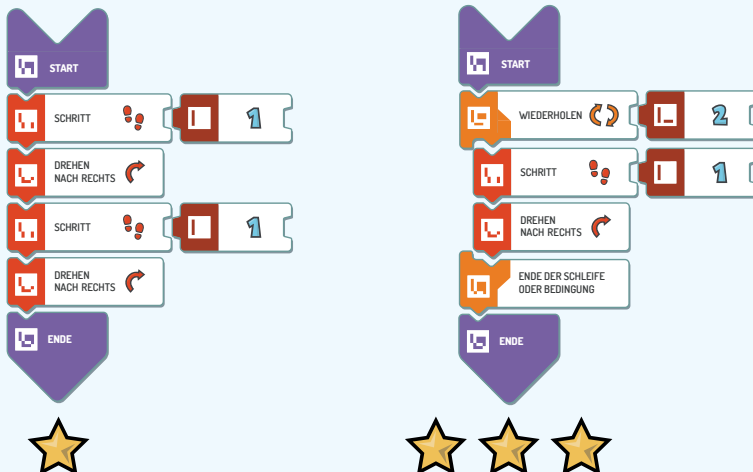 START
SCHRITT 1
DREHEN
NACH RECHTS
SCHRITT 1
DREHEN
NACH RECHTS
ENDE
START
WIEDERHOLEN 2
SCHRITT 1
DREHEN
NACH RECHTS
ENDE DER SCHLEIFE
ODER BEDINGUNG
ENDE